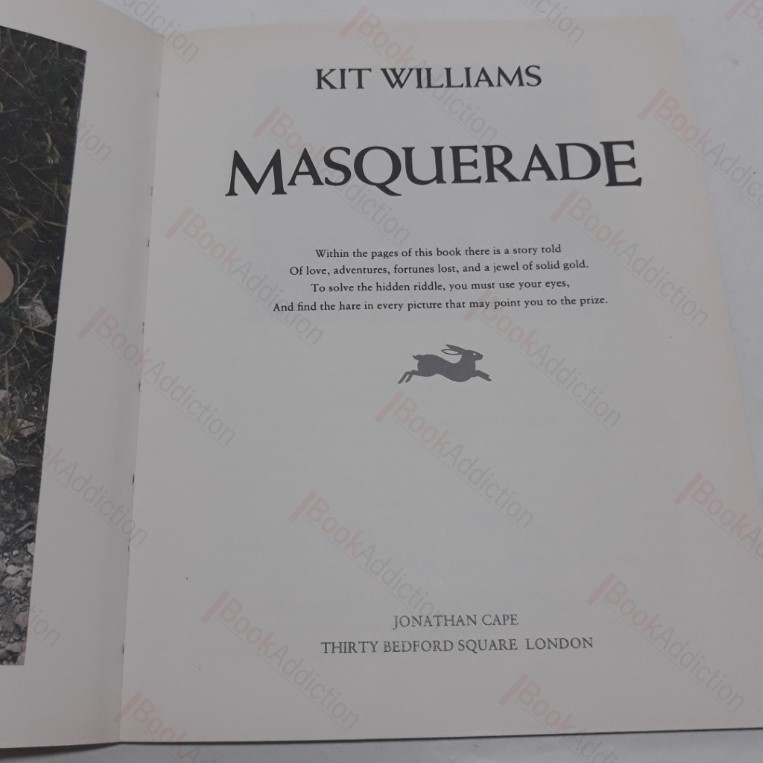 KIT WILLIAMS
MASQUERADE
Within the pages of this book there is a story told
Of love, adventures, fortunes lost, and a jewel of solid gold.
To solve the hidden riddle, you must use your eyes,
And find the hare in every picture that may point you to the prize.
JONATHAN CAPE
THIRTY BEDFORD SQUARE LONDON
BookAddiction